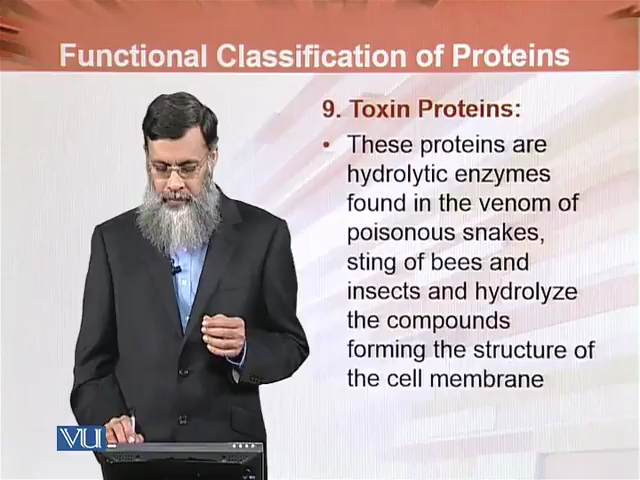 Functional Classification of Proteins
9. Toxin Proteins:
• These proteins are
hydrolytic enzymes
found in the venom of
poisonous snakes,
sting of bees and
insects and hydrolyze
the compounds
forming the structure of
the cell membrane
VU